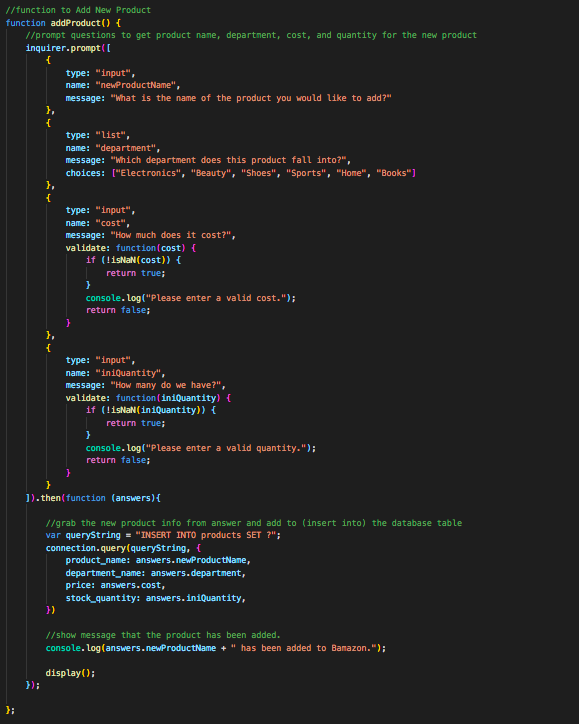 //function to Add New Product
function addProduct() {
    //prompt questions to get product name, department, cost, and quantity for the new product
    inquirer.prompt([
        {
            type: "input",
            name: "newProductName",
            message: "What is the name of the product you would like to add?"
        },
        {
            type: "list",
            name: "department",
            message: "Which department does this product fall into?",
            choices: ["Electronics", "Beauty", "Shoes", "Sports", "Home", "Books"]
        },
        {
            type: "input",
            name: "cost",
            message: "How much does it cost?",
            validate: function(cost) {
                if (!isNaN(cost)) {
                    return true;
                }
                console.log("Please enter a valid cost.");
                return false;
            }
        },
        {
            type: "input",
            name: "iniQuantity",
            message: "How many do we have?",
            validate: function(iniQuantity) {
                if (!isNaN(iniQuantity)) {
                    return true;
                }
                console.log("Please enter a valid quantity.");
                return false;
            }
        }
    ]).then(function (answers){
        //grab the new product info from answer and add to (insert into) the database table
        var queryString = "INSERT INTO products SET ?";
        connection.query(queryString, {
            product_name: answers.newProductName,
            department_name: answers.department,
            price: answers.cost,
            stock_quantity: answers.iniQuantity,
        })
        //show message that the product has been added.
        console.log(answers.newProductName + " has been added to Bamazon.");
        display();
    });
};